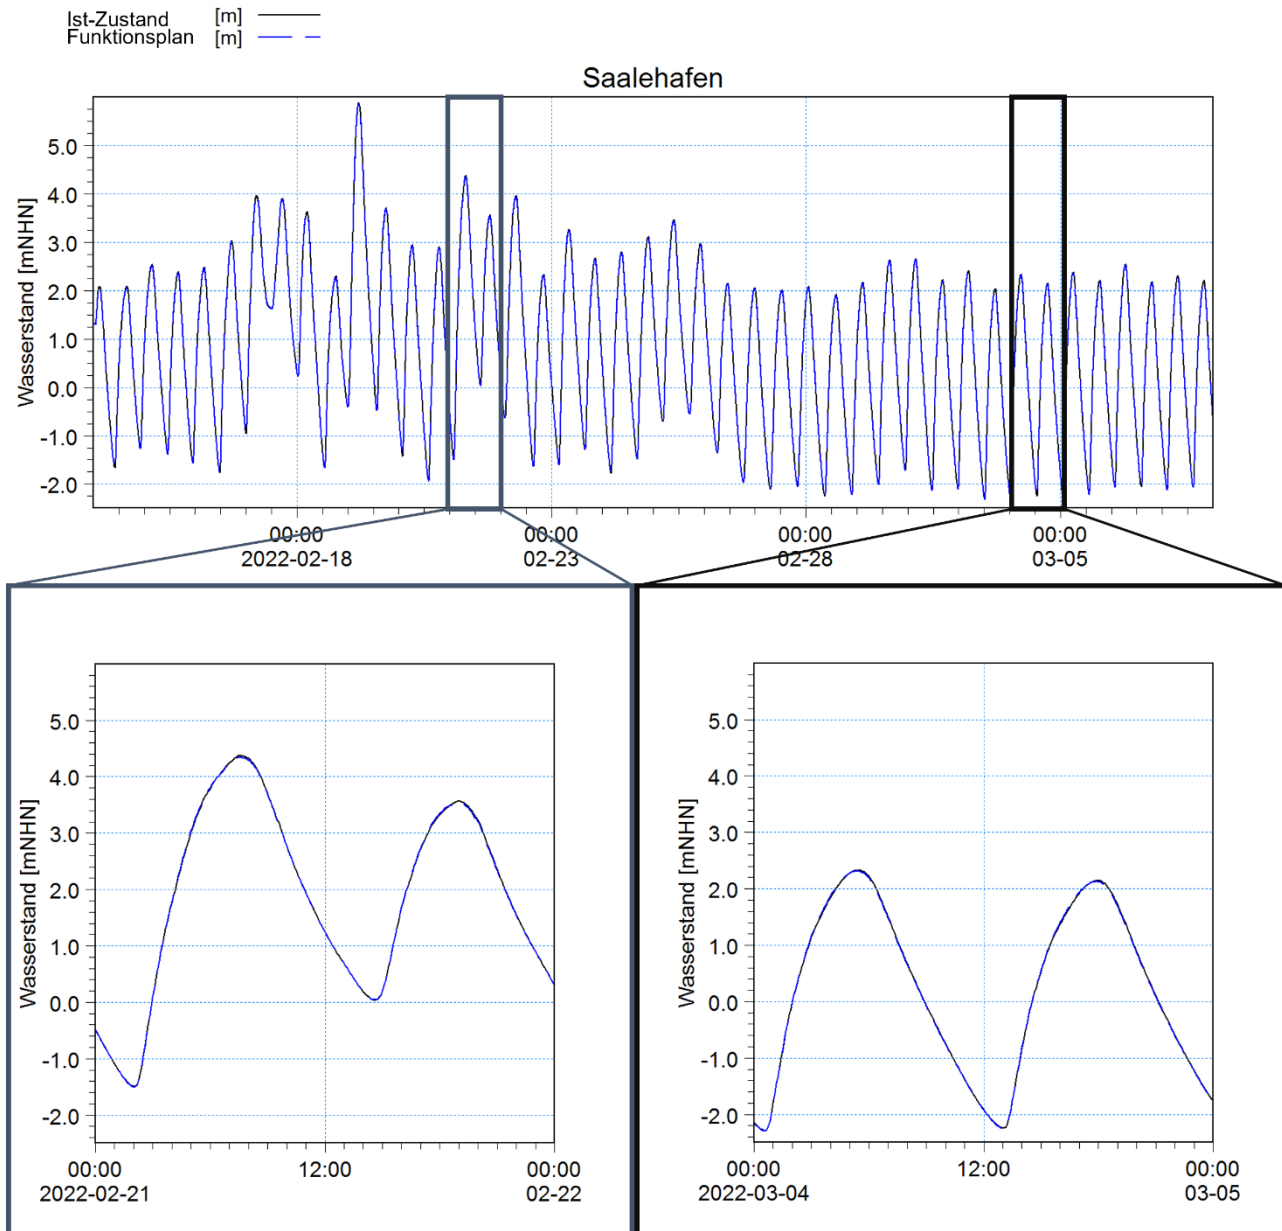 Ist-Zustand [m]
Funktionsplan [m]
Saalehafen
Wasserstand [mNHN]
5.0
4.0
3.0
2.0
1.0
0.0
-1.0
-2.0
00:00 00:00 00:00 00:00
2022-02-18 02-23 02-28 03-05
Wasserstand [mNHN]
5.0
4.0
3.0
2.0
1.0
0.0
-1.0
-2.0
00:00 12:00 00:00
2022-02-21 02-22
Wasserstand [mNHN]
5.0
4.0
3.0
2.0
1.0
0.0
-1.0
-2.0
00:00 12:00 00:00
2022-03-04 03-05